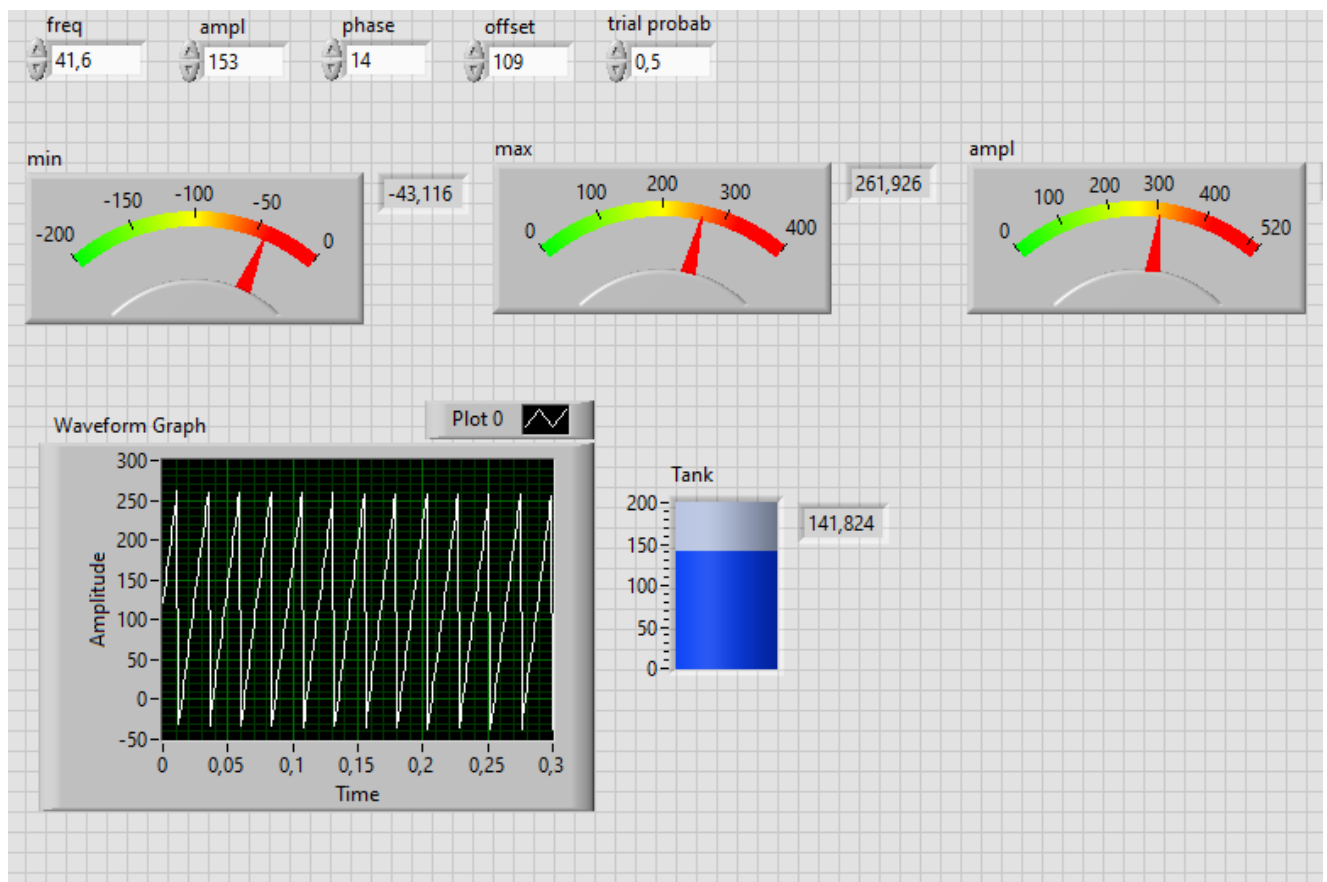 freq ampl phase offset trial probab
41,6 153 14 109 0,5
min
-200 -150 -100 -50 0
-43,116
max
0 100 200 300 400
261,926
ampl
0 100 200 300 400 520
Waveform Graph
Plot 0
Amplitude
300
250
200
150
100
50
0
-50
0 0,05 0,1 0,15 0,2 0,25 0,3
Time
Tank
200
150
100
50
0
141,824